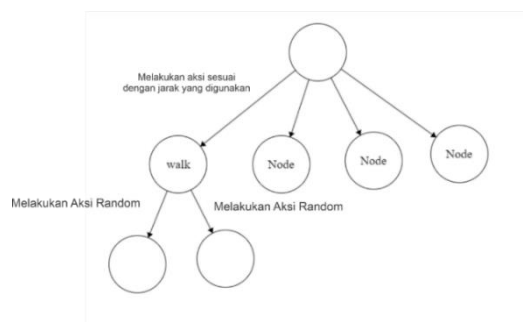 Melakukan aksi sesuai
dengan jarak yang digunakan
walk
Node
Node
Node
Melakukan Aksi Random
Melakukan Aksi Random